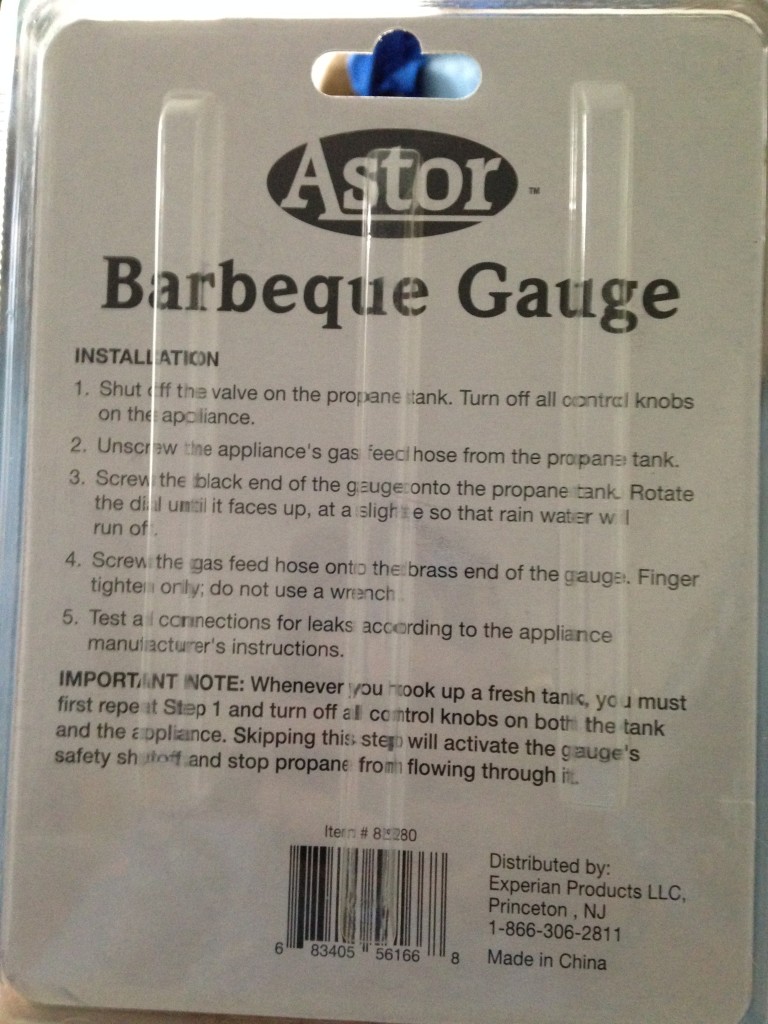 Astor™
Barbeque Gauge
INSTALLATION
1. Shut off the valve on the propane tank. Turn off all control knobs
on the appliance.
2. Unscrew the appliance's gas feed hose from the propane tank.
3. Screw the black end of the gauge onto the propane tank. Rotate
the dial until it faces up, at a slight so that rain water will
run off.
4. Screw the gas feed hose onto the brass end of the gauge. Finger
tighten only; do not use a wrench.
5. Test all connections for leaks according to the appliance
manufacturer's instructions.
IMPORTANT NOTE: Whenever you hook up a fresh tank, you must
first repeat Step 1 and turn off all control knobs on both the tank
and the appliance. Skipping this step will activate the gauge's
safety shutoff and stop propane from flowing through it.
Item #
6 83405 56166 8
Distributed by:
Experian Products LLC,
Princeton , NJ
1-866-306-2811
Made in China